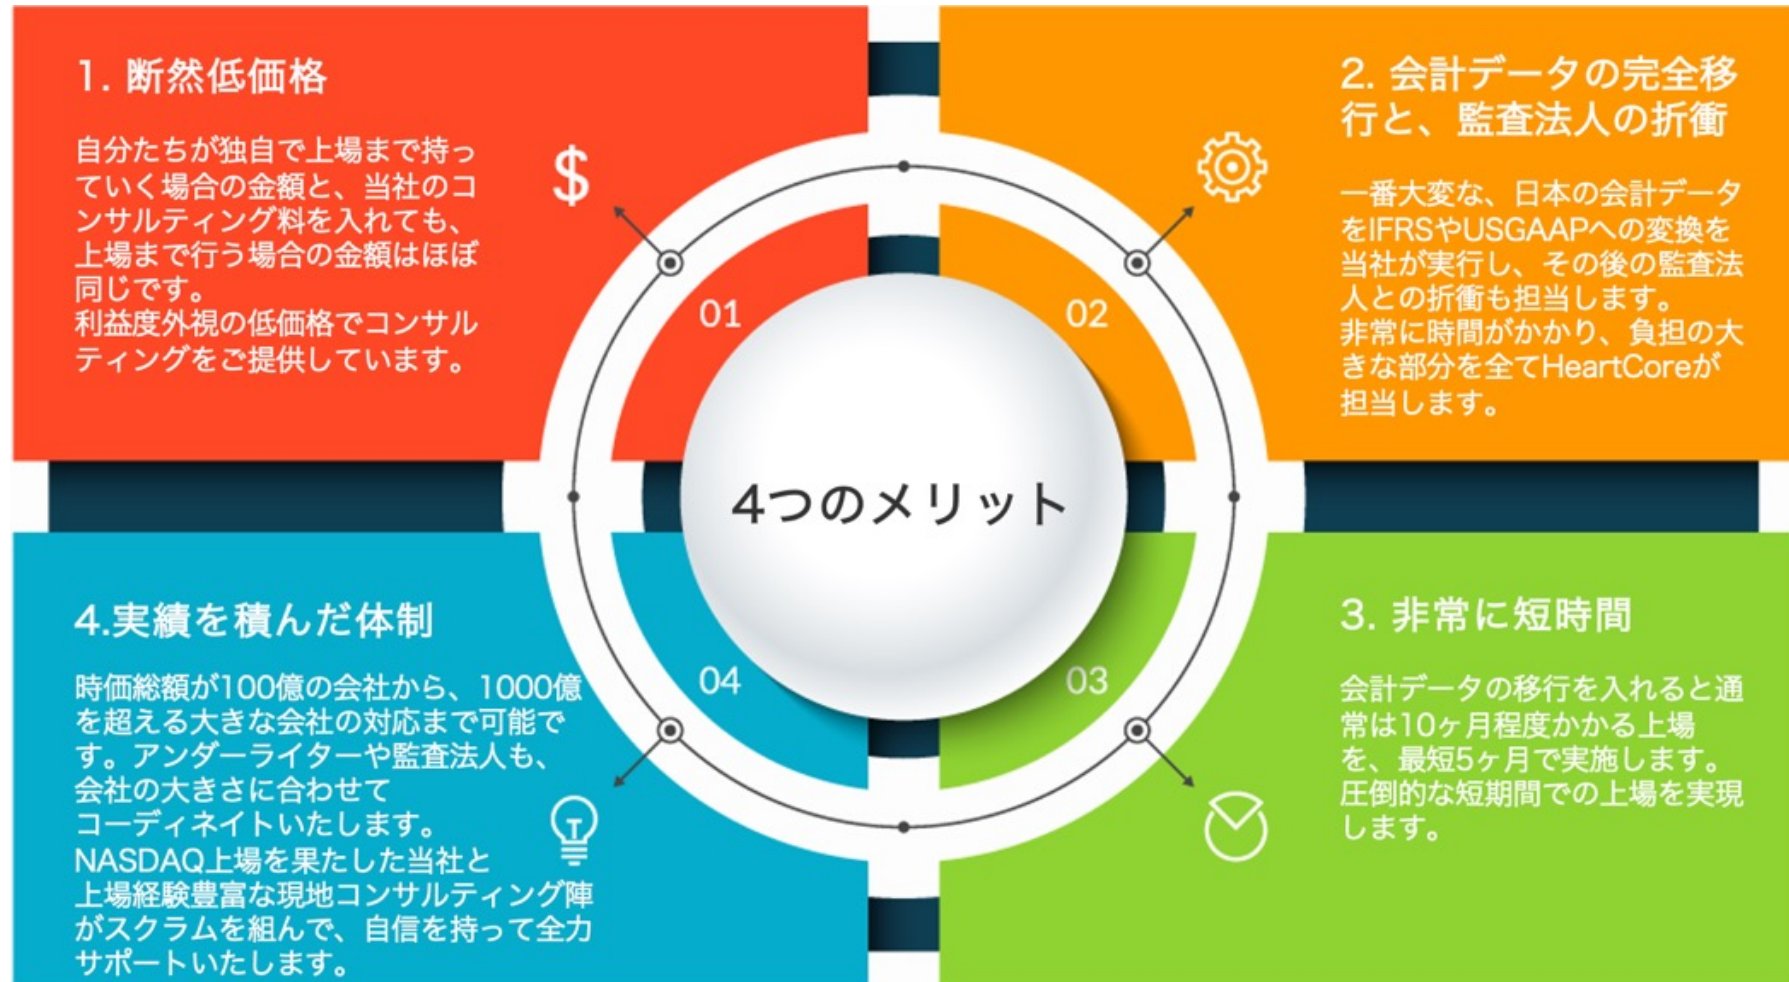 1. 断然低価格
自分たちが独自で上場まで持っ
ていく場合の金額と、当社のコ
ンサルティング料を入れても、
上場まで行う場合の金額はほぼ
同じです。
利益度外視の低価格でコンサル
ティングをご提供しています。
$
01
2. 会計データの完全移
行と、監査法人の折衝
一番大変な、日本の会計データ
をIFRSやUSGAAPへの変換を
当社が実行し、その後の監査法
人との折衝も担当します。
非常に時間がかかり、負担の大
きな部分を全てHeartCoreが
担当します。
02
4つのメリット
3. 非常に短時間
会計データの移行を入れると通
常は10ヶ月程度かかる上場
を、最短5ヶ月で実施します。
圧倒的な短期間での上場を実現
します。
03
4.実績を積んだ体制
時価総額が100億の会社から、1000億
を超える大きな会社の対応まで可能で
す。アンダーライターや監査法人も、
会社の大きさに合わせて
コーディネイトいたします。
NASDAQ上場を果たした当社と
上場経験豊富な現地コンサルティング陣
がスクラムを組んで、自信を持って全力
サポートいたします。
04